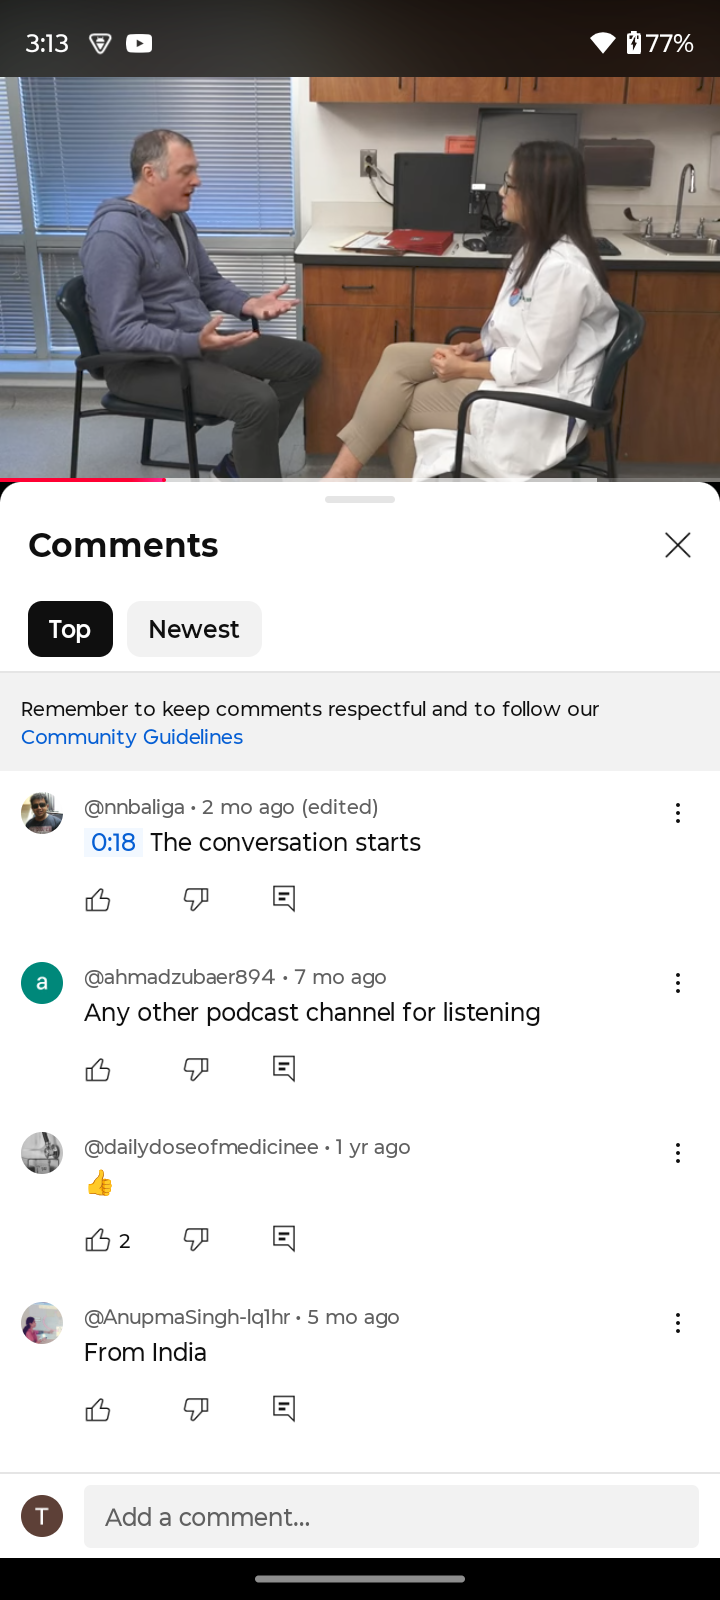 3:13
77%
Comments
Top
Newest
Remember to keep comments respectful and to follow our
Community Guidelines
@nnbaliga • 2 mo ago (edited)
0:18 The conversation starts
a
@ahmadzubaer894 • 7 mo ago
Any other podcast channel for listening
@dailydoseofmedicinee • 1 yr ago
👍
2
@AnupmaSingh-lq1hr • 5 mo ago
From India
T
Add a comment...